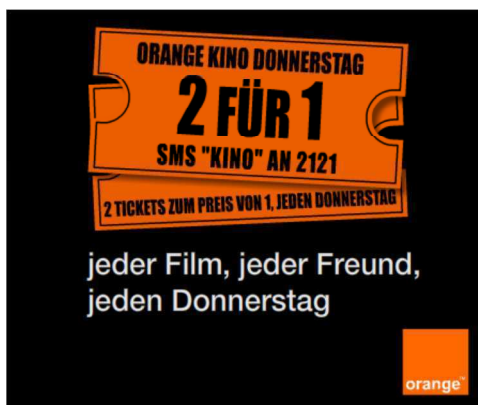 ORANGE KINO DONNERSTAG
2 FÜR 1
SMS "KINO" AN 2121
2 TICKETS ZUM PREIS VON 1, JEDEN DONNERSTAG
jeder Film, jeder Freund,
jeden Donnerstag
orange™